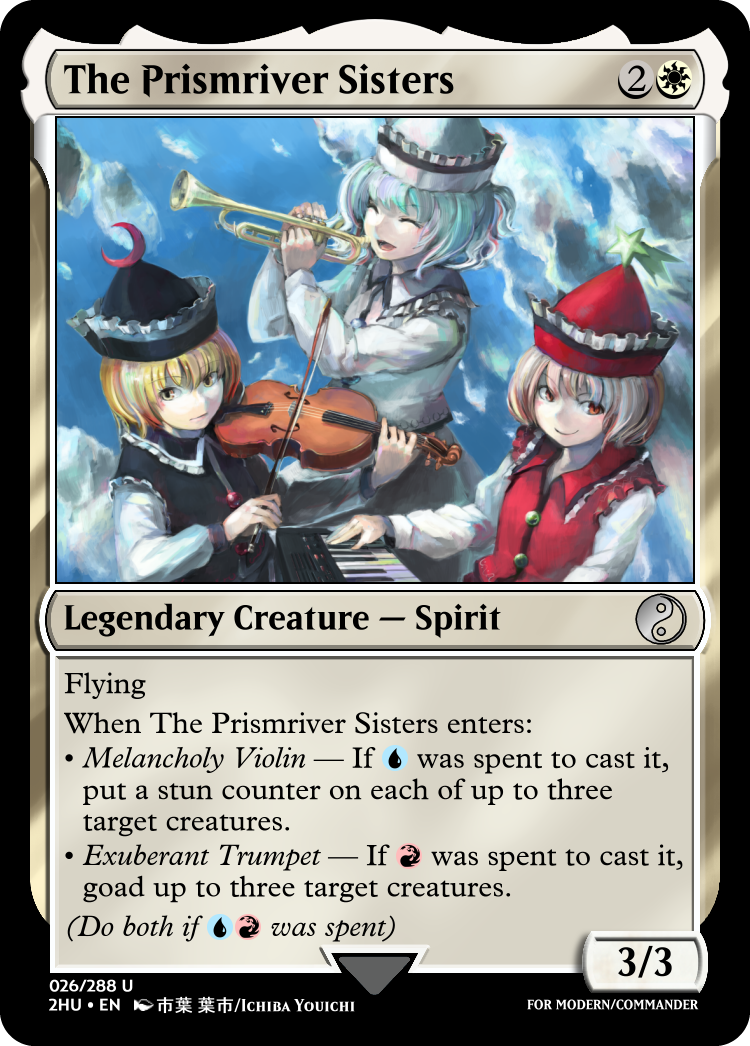 The Prismriver Sisters 2
Legendary Creature — Spirit
Flying
When The Prismriver Sisters enters:
• Melancholy Violin — If was spent to cast it,
put a stun counter on each of up to three
target creatures.
• Exuberant Trumpet — If was spent to cast it,
goad up to three target creatures.
(Do both if was spent)
3/3
026/288 U
2HU • EN 市葉 葉市/Ichiba Youichi
FOR MODERN/COMMANDER